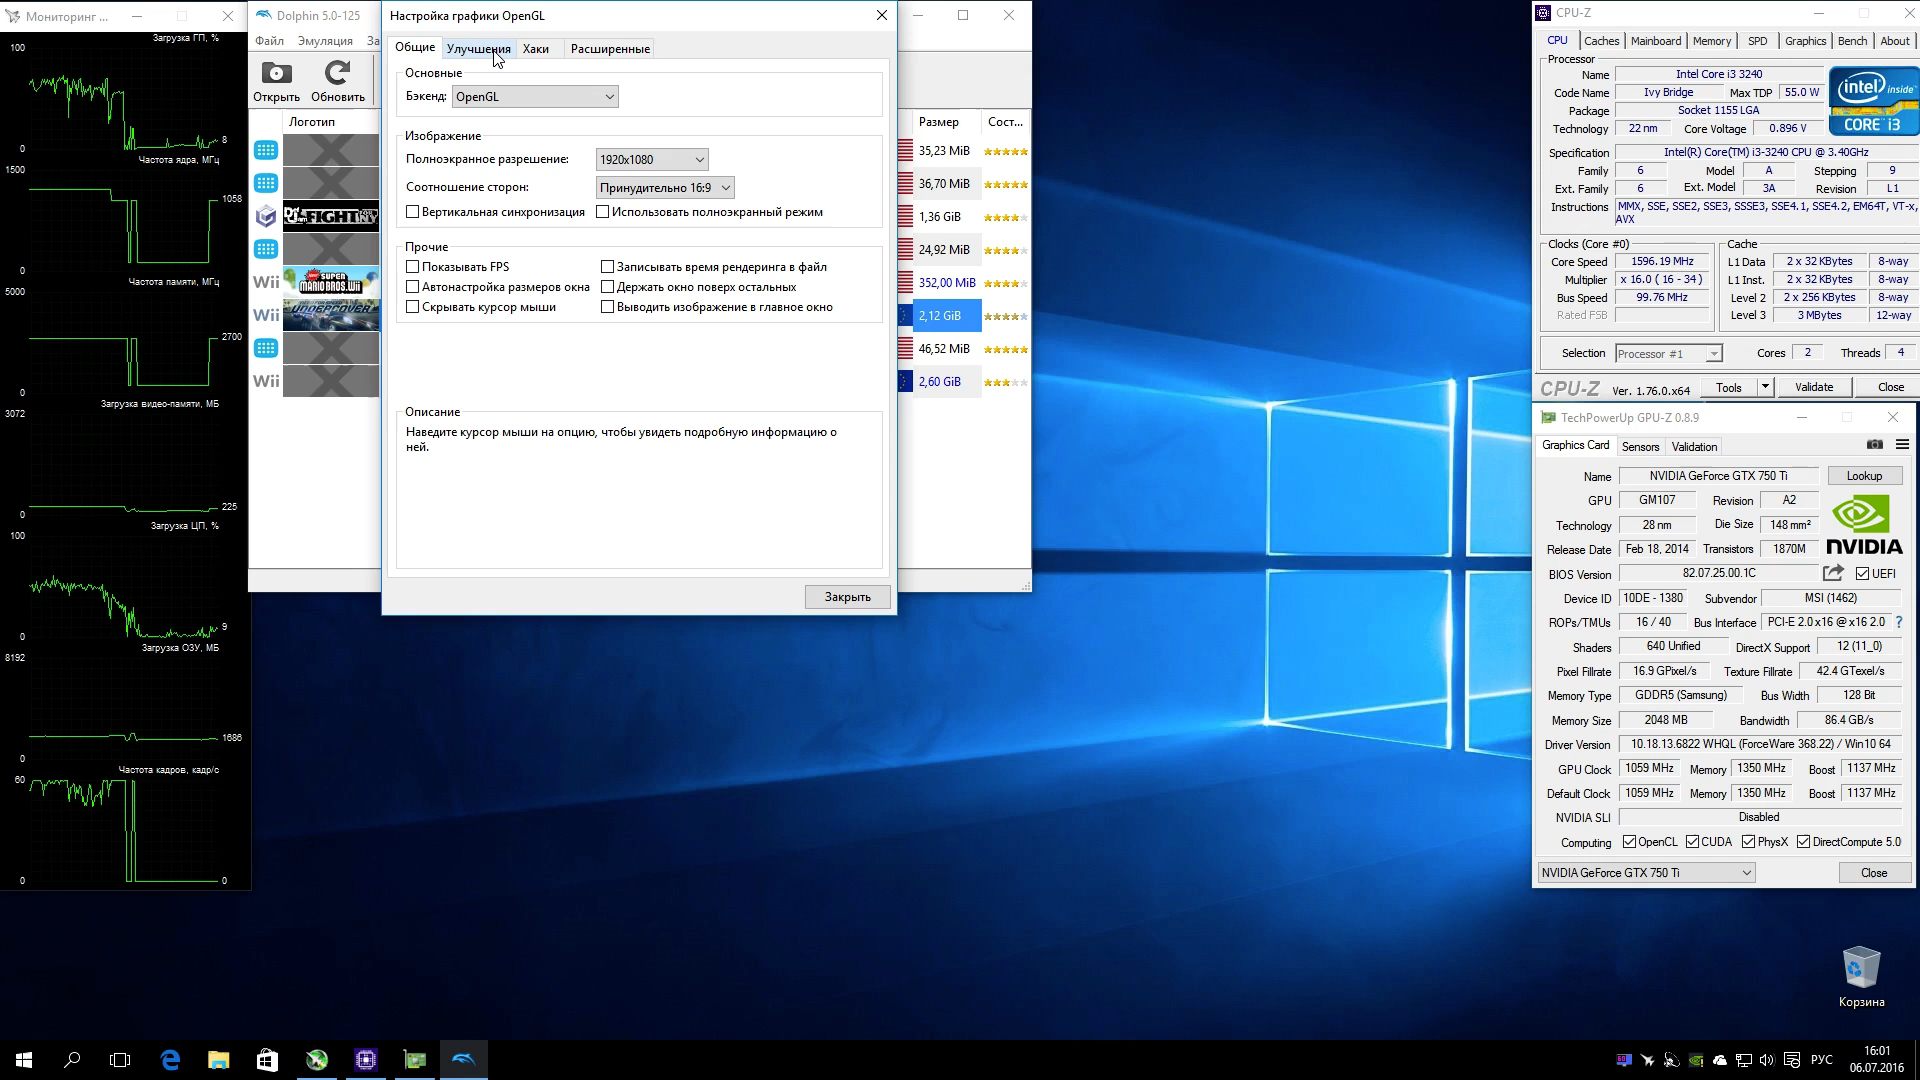 Мониторинг ...
Загрузка ГП, %
100
8
0
Частота ядра, МГц
1500
1058
0
Частота памяти, МГц
5000
2700
0
Загрузка видео-памяти, МБ
3072
225
0
Загрузка ЦП, %
100
9
0
Загрузка ОЗУ, МБ
8192
1686
0
Частота кадров, кадр/с
60
0
0
Dolphin 5.0-125
Файл Эмуляция За
Открыть Обновить
Логотип
DEF JAM FIGHT FOR NY
Wii NEW SUPER MARIO BROS. Wii
Wii NEED FOR SPEED UNDERCOVER
Wii
Размер Сост...
35,23 MiB
36,70 MiB
1,36 GiB
24,92 MiB
352,00 MiB
2,12 GiB
46,52 MiB
2,60 GiB
Настройка графики OpenGL
Общие Улучшения Хаки Расширенные
Основные
Бэкенд: OpenGL
Изображение
Полноэкранное разрешение: 1920x1080
Соотношение сторон: Принудительно 16:9
Вертикальная синхронизация Использовать полноэкранный режим
Прочие
Показывать FPS Записывать время рендеринга в файл
Автонастройка размеров окна Держать окно поверх остальных
Скрывать курсор мыши Выводить изображение в главное окно
Описание
Наведите курсор мыши на опцию, чтобы увидеть подробную информацию о
ней.
Закрыть
CPU-Z
CPU Caches Mainboard Memory SPD Graphics Bench About
Processor
Name Intel Core i3 3240
Code Name Ivy Bridge Max TDP 55.0 W
Package Socket 1155 LGA
Technology 22 nm Core Voltage 0.896 V
intel inside™
CORE i3
Specification Intel(R) Core(TM) i3-3240 CPU @ 3.40GHz
Family 6 Model A Stepping 9
Ext. Family 6 Ext. Model 3A Revision L1
Instructions MMX, SSE, SSE2, SSE3, SSSE3, SSE4.1, SSE4.2, EM64T, VT-x,
AVX
Clocks (Core #0) Cache
Core Speed 1596.19 MHz L1 Data 2 x 32 KBytes 8-way
Multiplier x 16.0 ( 16 - 34 ) L1 Inst. 2 x 32 KBytes 8-way
Bus Speed 99.76 MHz Level 2 2 x 256 KBytes 8-way
Rated FSB Level 3 3 MBytes 12-way
Selection Processor #1 Cores 2 Threads 4
CPU-Z Ver. 1.76.0.x64 Tools Validate Close
TechPowerUp GPU-Z 0.8.9
Graphics Card Sensors Validation
Name NVIDIA GeForce GTX 750 Ti Lookup
GPU GM107 Revision A2
Technology 28 nm Die Size 148 mm²
Release Date Feb 18, 2014 Transistors 1870M
NVIDIA
BIOS Version 82.07.25.00.1C UEFI
Device ID 10DE - 1380 Subvendor MSI (1462)
ROPs/TMUs 16 / 40 Bus Interface PCI-E 2.0 x16 @ x16 2.0 ?
Shaders 640 Unified DirectX Support 12 (11_0)
Pixel Fillrate 16.9 GPixel/s Texture Fillrate 42.4 GTexel/s
Memory Type GDDR5 (Samsung) Bus Width 128 Bit
Memory Size 2048 MB Bandwidth 86.4 GB/s
Driver Version 10.18.13.6822 WHQL (ForceWare 368.22) / Win10 64
GPU Clock 1059 MHz Memory 1350 MHz Boost 1137 MHz
Default Clock 1059 MHz Memory 1350 MHz Boost 1137 MHz
NVIDIA SLI Disabled
Computing OpenCL CUDA PhysX DirectCompute 5.0
NVIDIA GeForce GTX 750 Ti Close
Корзина
РУС
16:01
06.07.2016